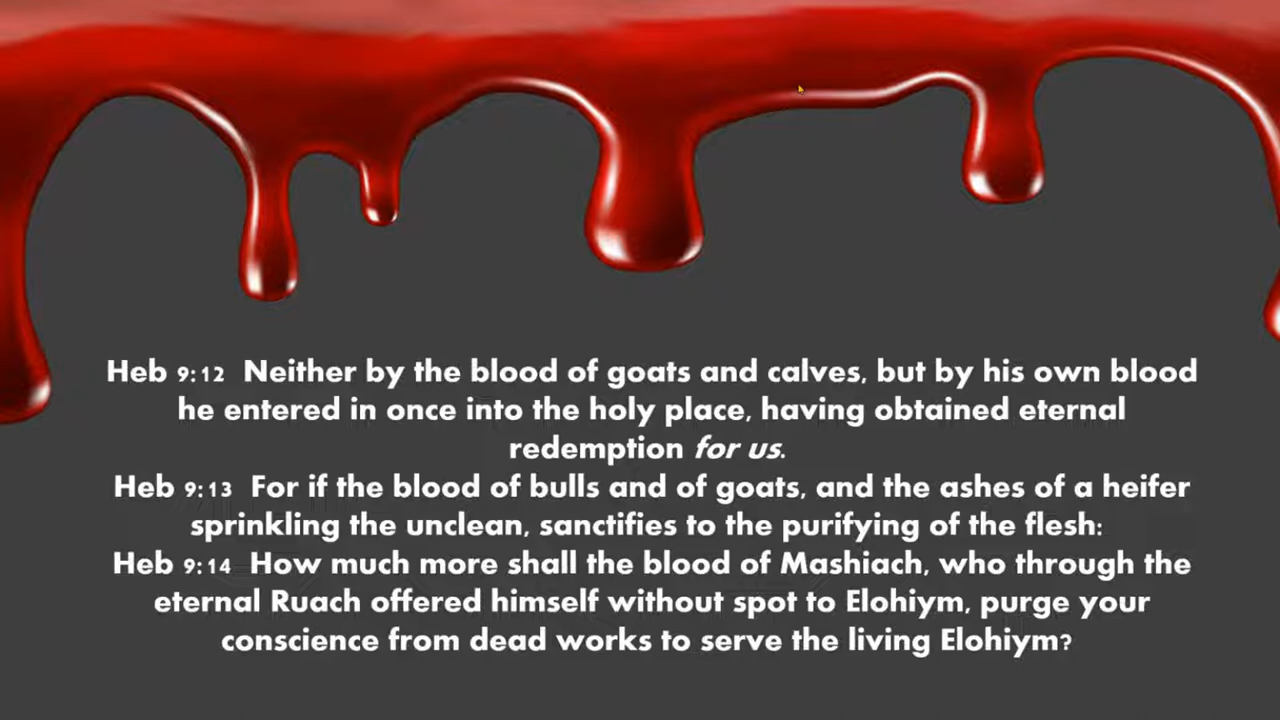 Heb 9:12 Neither by the blood of goats and calves, but by his own blood
he entered in once into the holy place, having obtained eternal
redemption for us.
Heb 9:13 For if the blood of bulls and of goats, and the ashes of a heifer
sprinkling the unclean, sanctifies to the purifying of the flesh:
Heb 9:14 How much more shall the blood of Mashiach, who through the
eternal Ruach offered himself without spot to Elohiym, purge your
conscience from dead works to serve the living Elohiym?